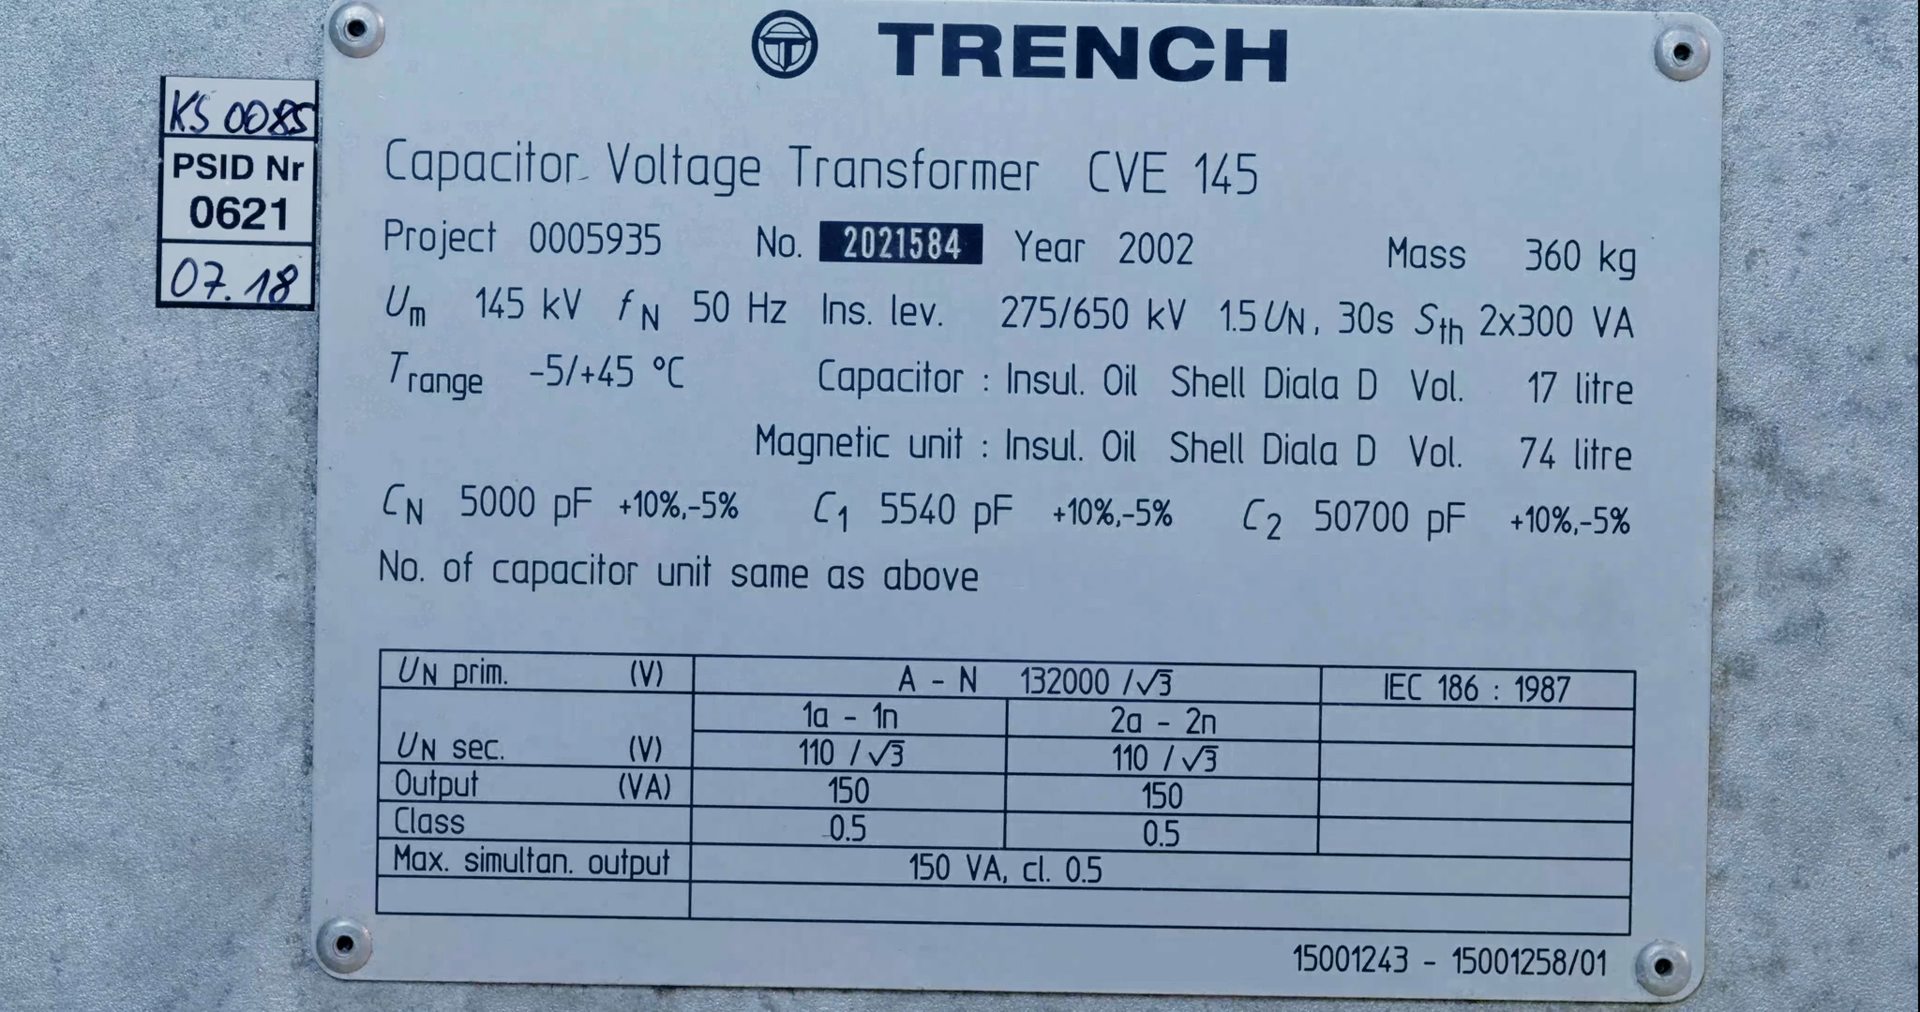 TRENCH
KS 0085
PSID Nr
0621
07.18
Capacitor Voltage Transformer CVE 145
Project 0005935 No. 2021584 Year 2002 Mass 360 kg
Um 145 kV fN 50 Hz Ins. lev. 275/650 kV 1.5UN, 30s Sth 2x300 VA
Trange -5/+45 °C Capacitor : Insul. Oil Shell Diala D Vol. 17 litre
Magnetic unit : Insul. Oil Shell Diala D Vol. 74 litre
CN 5000 pF +10%,-5% C1 5540 pF +10%,-5% C2 50700 pF +10%,-5%
No. of capacitor unit same as above
UN prim. (V) A - N 132000 /√3 IEC 186 : 1987
1a - 1n 2a - 2n
UN sec. (V) 110 /√3 110 /√3
Output (VA) 150 150
Class 0.5 0.5
Max. simultan. output 150 VA, cl. 0.5
15001243 - 15001258/01